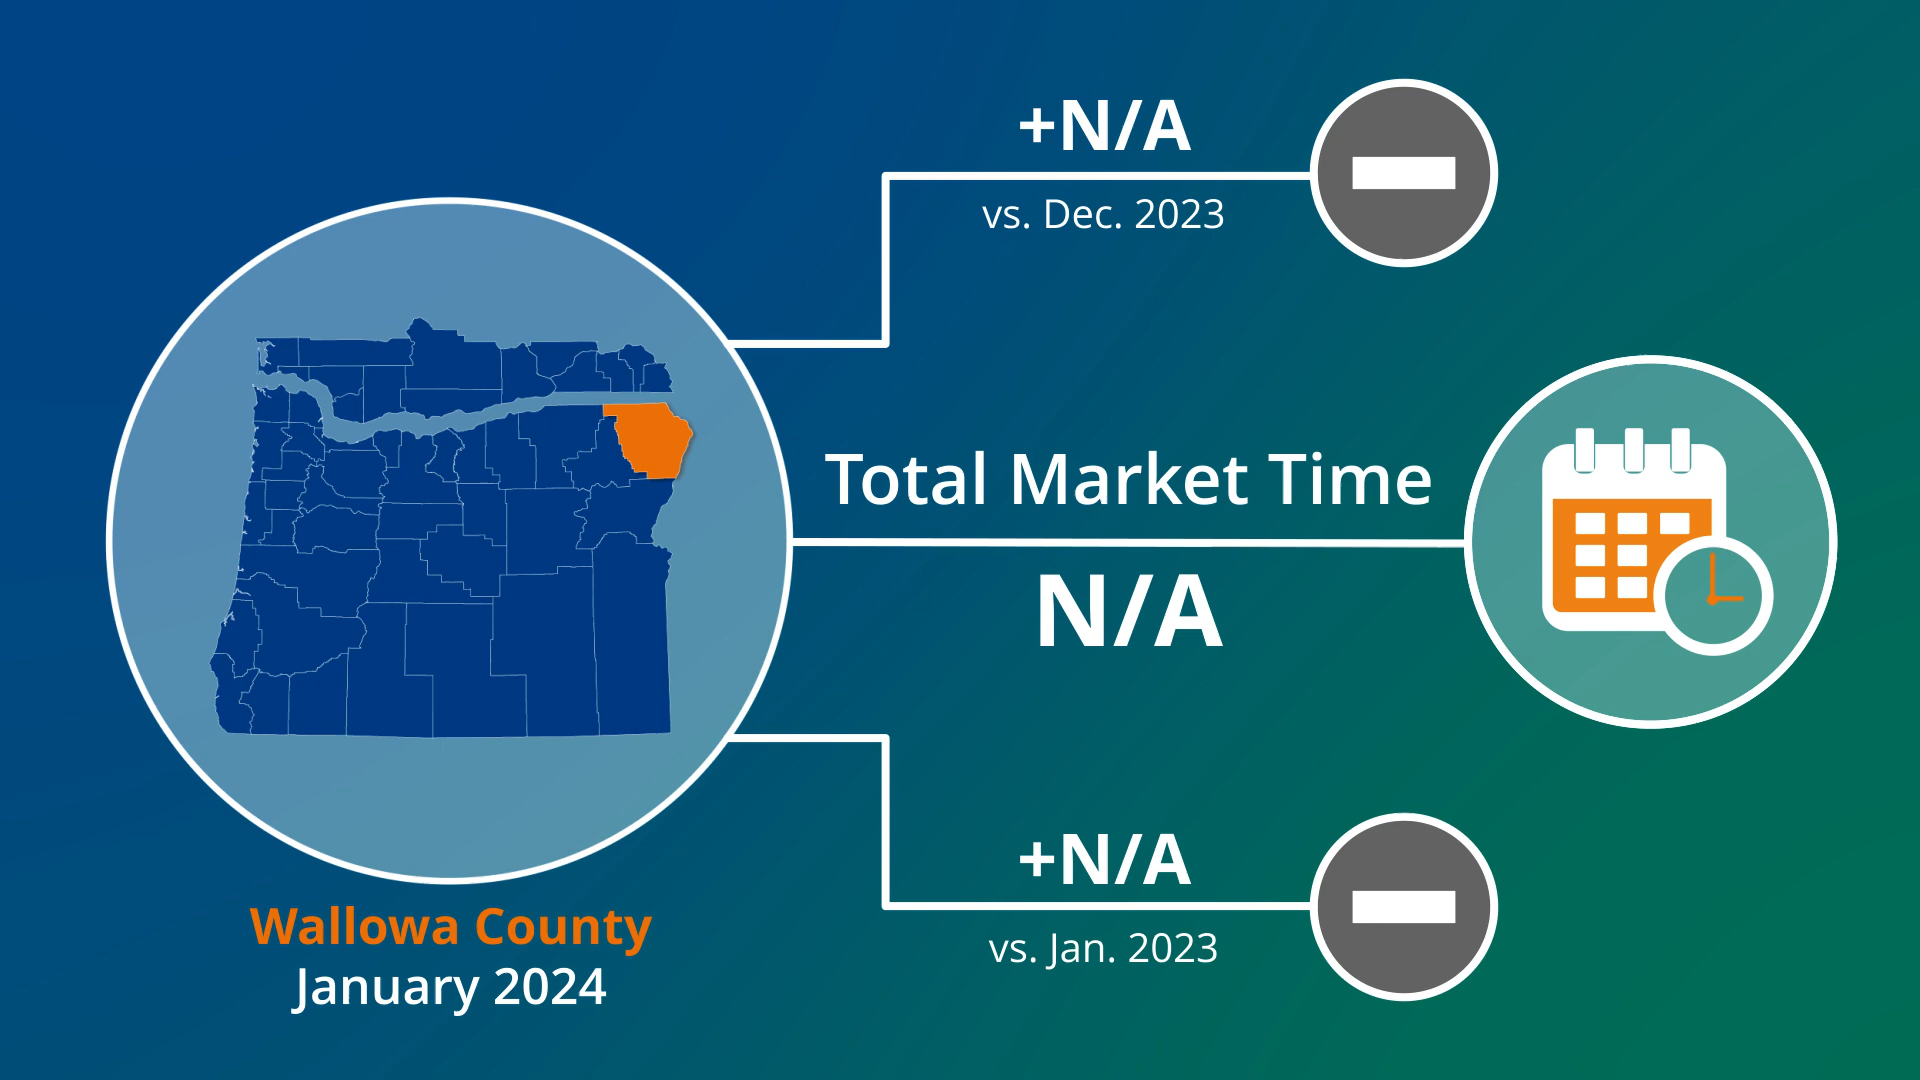 +N/A
vs. Dec. 2023
Total Market Time
N/A
+N/A
vs. Jan. 2023
Wallowa County
January 2024